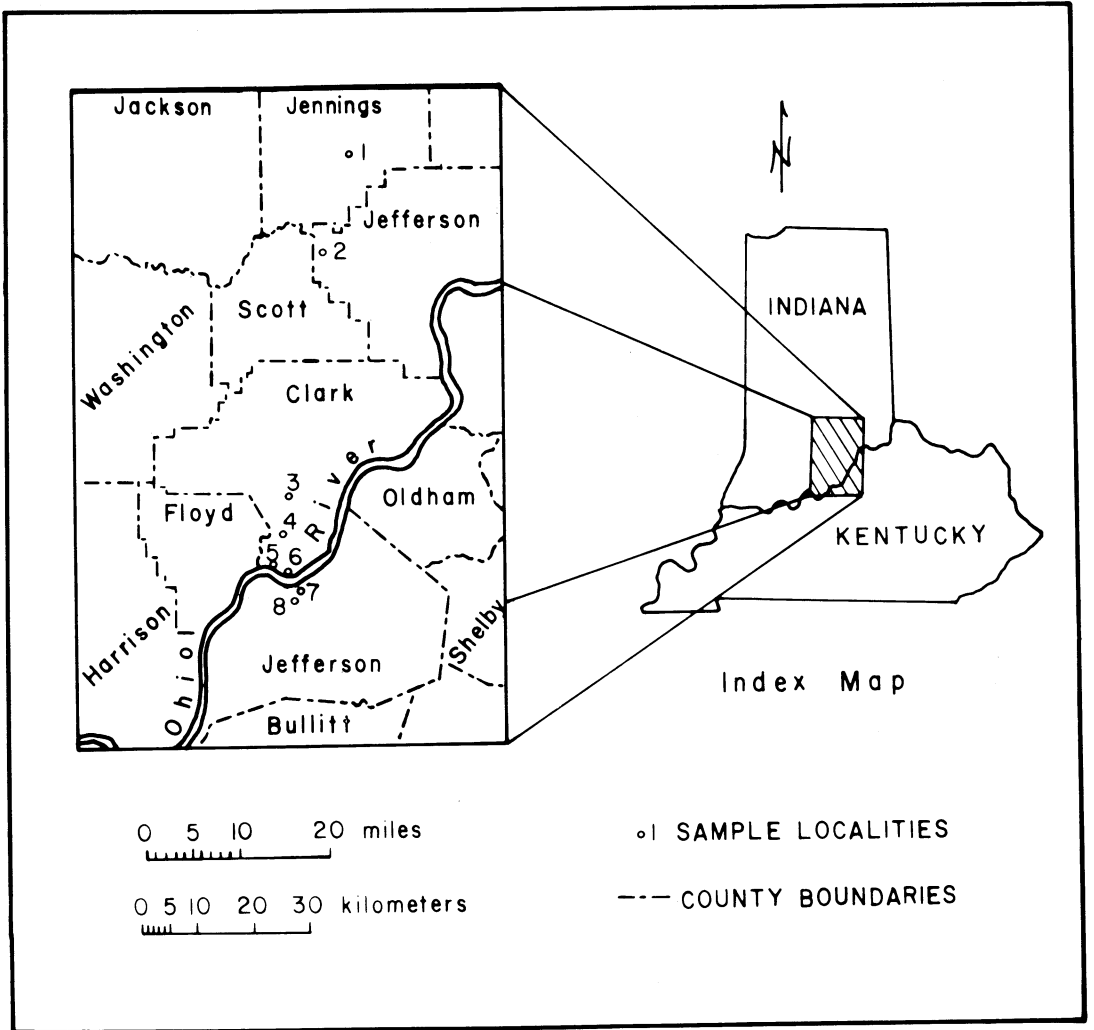 Jackson
Jennings
1
Jefferson
2
Scott
Washington
Clark
3
Floyd
4
5
6
7
8
Oldham
Harrison
Jefferson
Shelby
Bullitt
Ohio River
N
INDIANA
KENTUCKY
Index Map
0 5 10 20 miles
0 5 10 20 30 kilometers
1 SAMPLE LOCALITIES
COUNTY BOUNDARIES